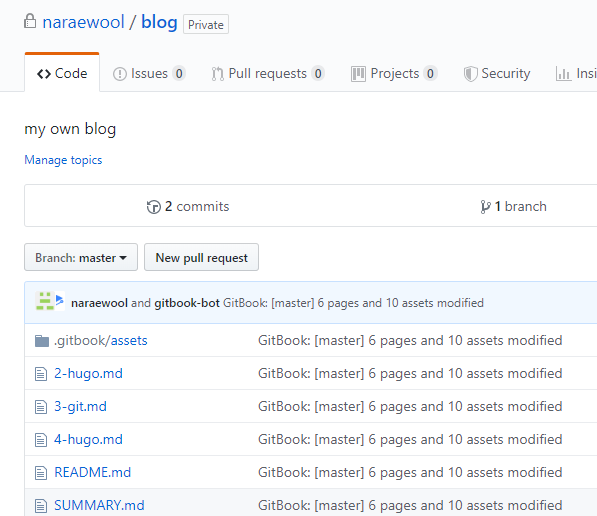 naraewool / blog Private
Code Issues 0 Pull requests 0 Projects 0 Security Insi
my own blog
Manage topics
2 commits 1 branch
Branch: master New pull request
naraewool and gitbook-bot GitBook: [master] 6 pages and 10 assets modified
.gitbook/assets GitBook: [master] 6 pages and 10 assets modified
2-hugo.md GitBook: [master] 6 pages and 10 assets modified
3-git.md GitBook: [master] 6 pages and 10 assets modified
4-hugo.md GitBook: [master] 6 pages and 10 assets modified
README.md GitBook: [master] 6 pages and 10 assets modified
SUMMARY.md GitBook: [master] 6 pages and 10 assets modified